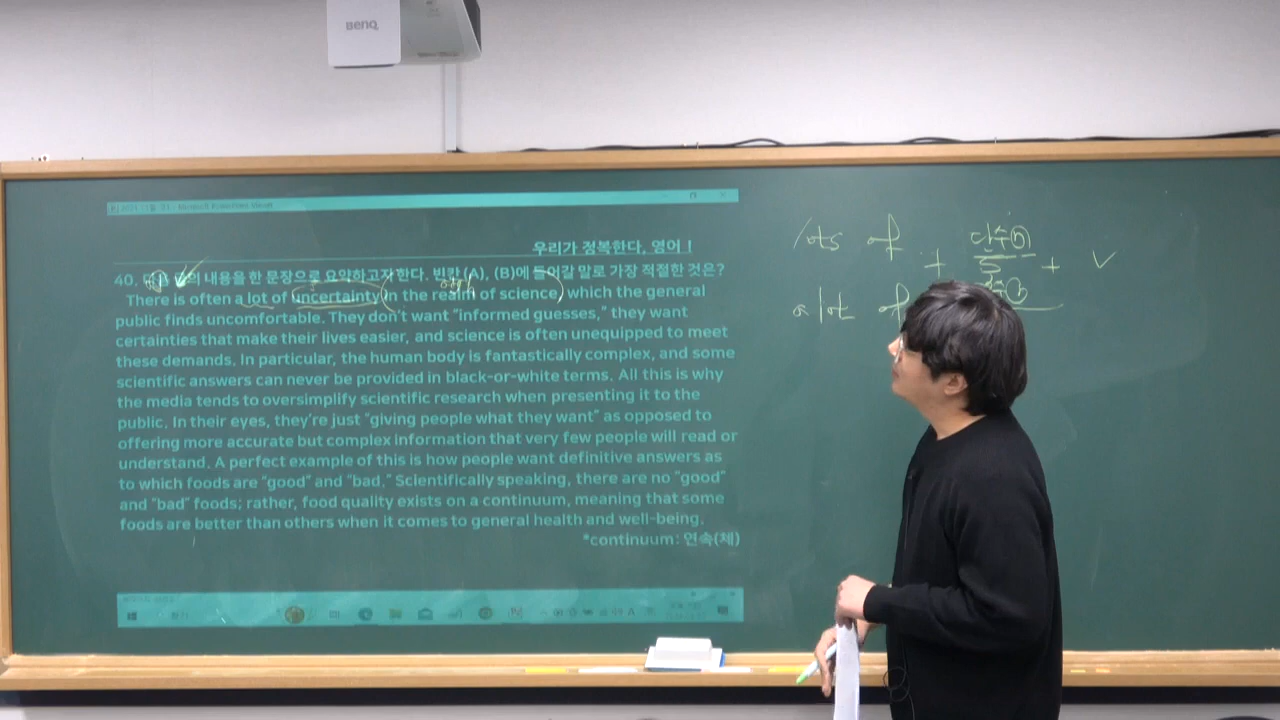 BenQ
우리가 정복한다, 영어 !
40. 다음 글의 내용을 한 문장으로 요약하고자 한다. 빈칸 (A), (B)에 들어갈 말로 가장 적절한 것은?
There is often a lot of uncertainty in the realm of science, which the general
public finds uncomfortable. They don't want "informed guesses," they want
certainties that make their lives easier, and science is often unequipped to meet
these demands. In particular, the human body is fantastically complex, and some
scientific answers can never be provided in black-or-white terms. All this is why
the media tends to oversimplify scientific research when presenting it to the
public. In their eyes, they're just "giving people what they want" as opposed to
offering more accurate but complex information that very few people will read or
understand. A perfect example of this is how people want definitive answers as
to which foods are "good" and "bad." Scientifically speaking, there are no "good"
and "bad" foods; rather, food quality exists on a continuum, meaning that some
foods are better than others when it comes to general health and well-being.
*continuum: 연속(체)
lots of
a lot of
+ 단수 + V